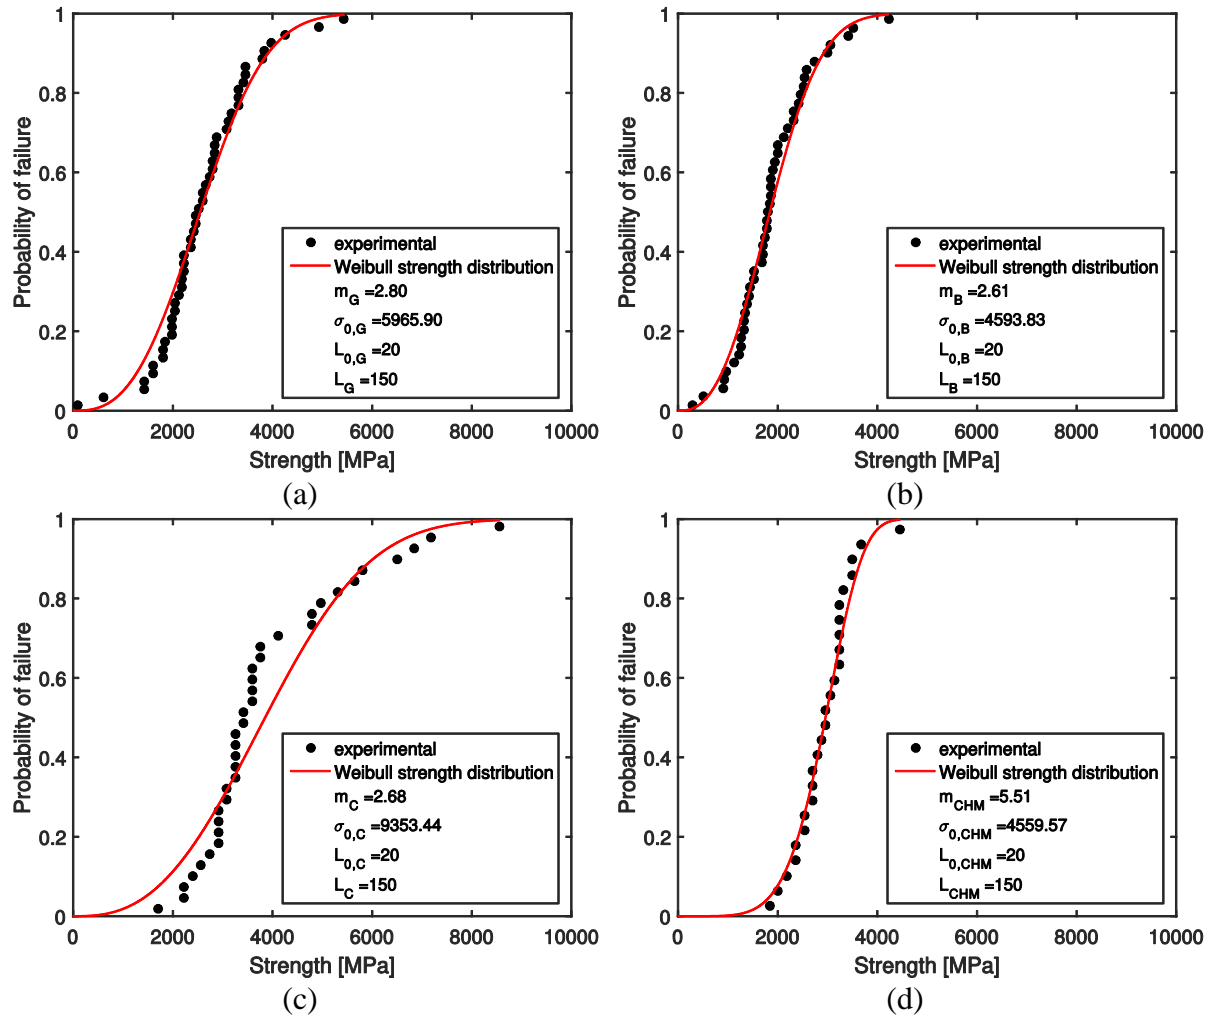 1
0.8
0.6
0.4
0.2
0
Probability of failure
experimental
Weibull strength distribution
m_G =2.80
σ_0,G =5965.90
L_0,G =20
L_G =150
0 2000 4000 6000 8000 10000
Strength [MPa]
(a)
1
0.8
0.6
0.4
0.2
0
Probability of failure
experimental
Weibull strength distribution
m_B =2.61
σ_0,B =4593.83
L_0,B =20
L_B =150
0 2000 4000 6000 8000 10000
Strength [MPa]
(b)
1
0.8
0.6
0.4
0.2
0
Probability of failure
experimental
Weibull strength distribution
m_C =2.68
σ_0,C =9353.44
L_0,C =20
L_C =150
0 2000 4000 6000 8000 10000
Strength [MPa]
(c)
1
0.8
0.6
0.4
0.2
0
Probability of failure
experimental
Weibull strength distribution
m_CHM =5.51
σ_0,CHM =4559.57
L_0,CHM =20
L_CHM =150
0 2000 4000 6000 8000 10000
Strength [MPa]
(d)